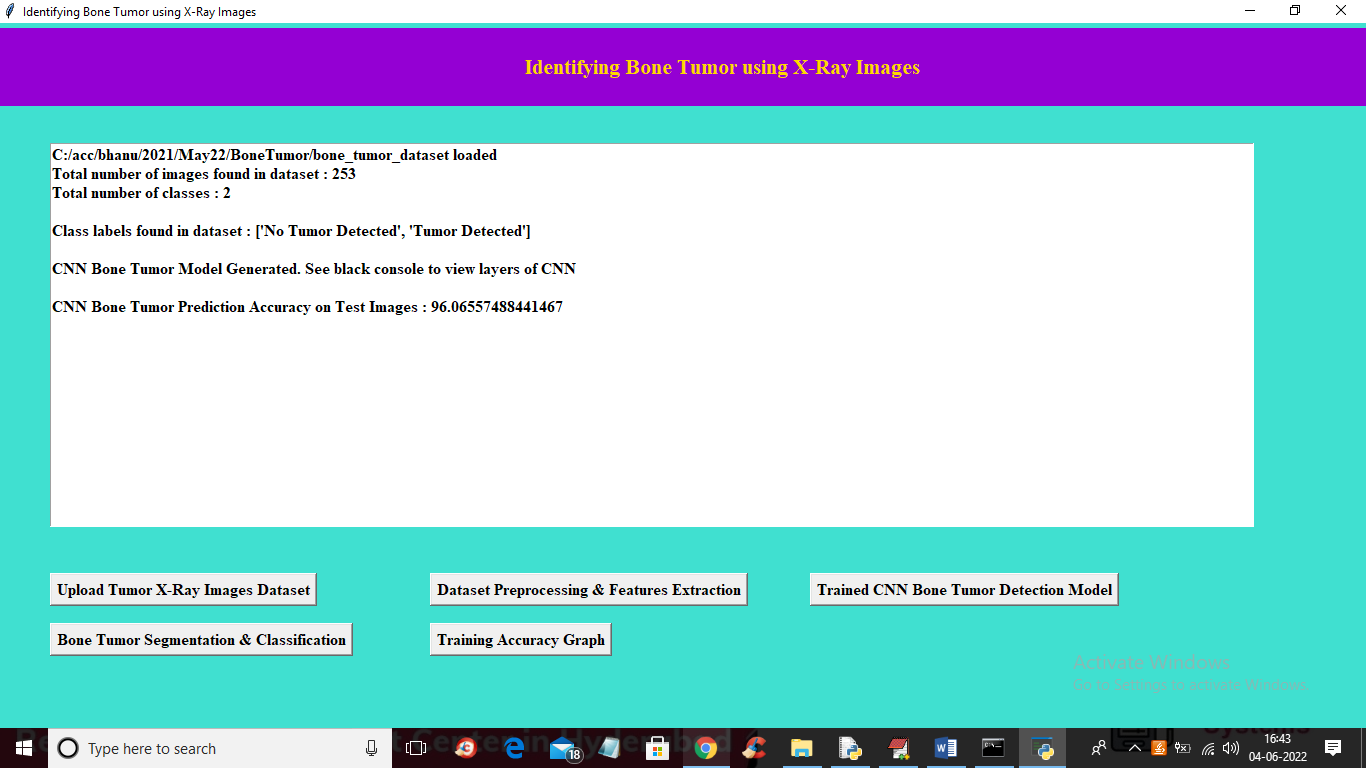 Identifying Bone Tumor using X-Ray Images
Identifying Bone Tumor using X-Ray Images
C:/acc/bhanu/2021/May22/BoneTumor/bone_tumor_dataset loaded
Total number of images found in dataset : 253
Total number of classes : 2
Class labels found in dataset : ['No Tumor Detected', 'Tumor Detected']
CNN Bone Tumor Model Generated. See black console to view layers of CNN
CNN Bone Tumor Prediction Accuracy on Test Images : 96.06557488441467
Upload Tumor X-Ray Images Dataset
Dataset Preprocessing & Features Extraction
Trained CNN Bone Tumor Detection Model
Bone Tumor Segmentation & Classification
Training Accuracy Graph
Activate Windows
Go to Settings to activate Windows.
Type here to search
18
16:43
04-06-2022